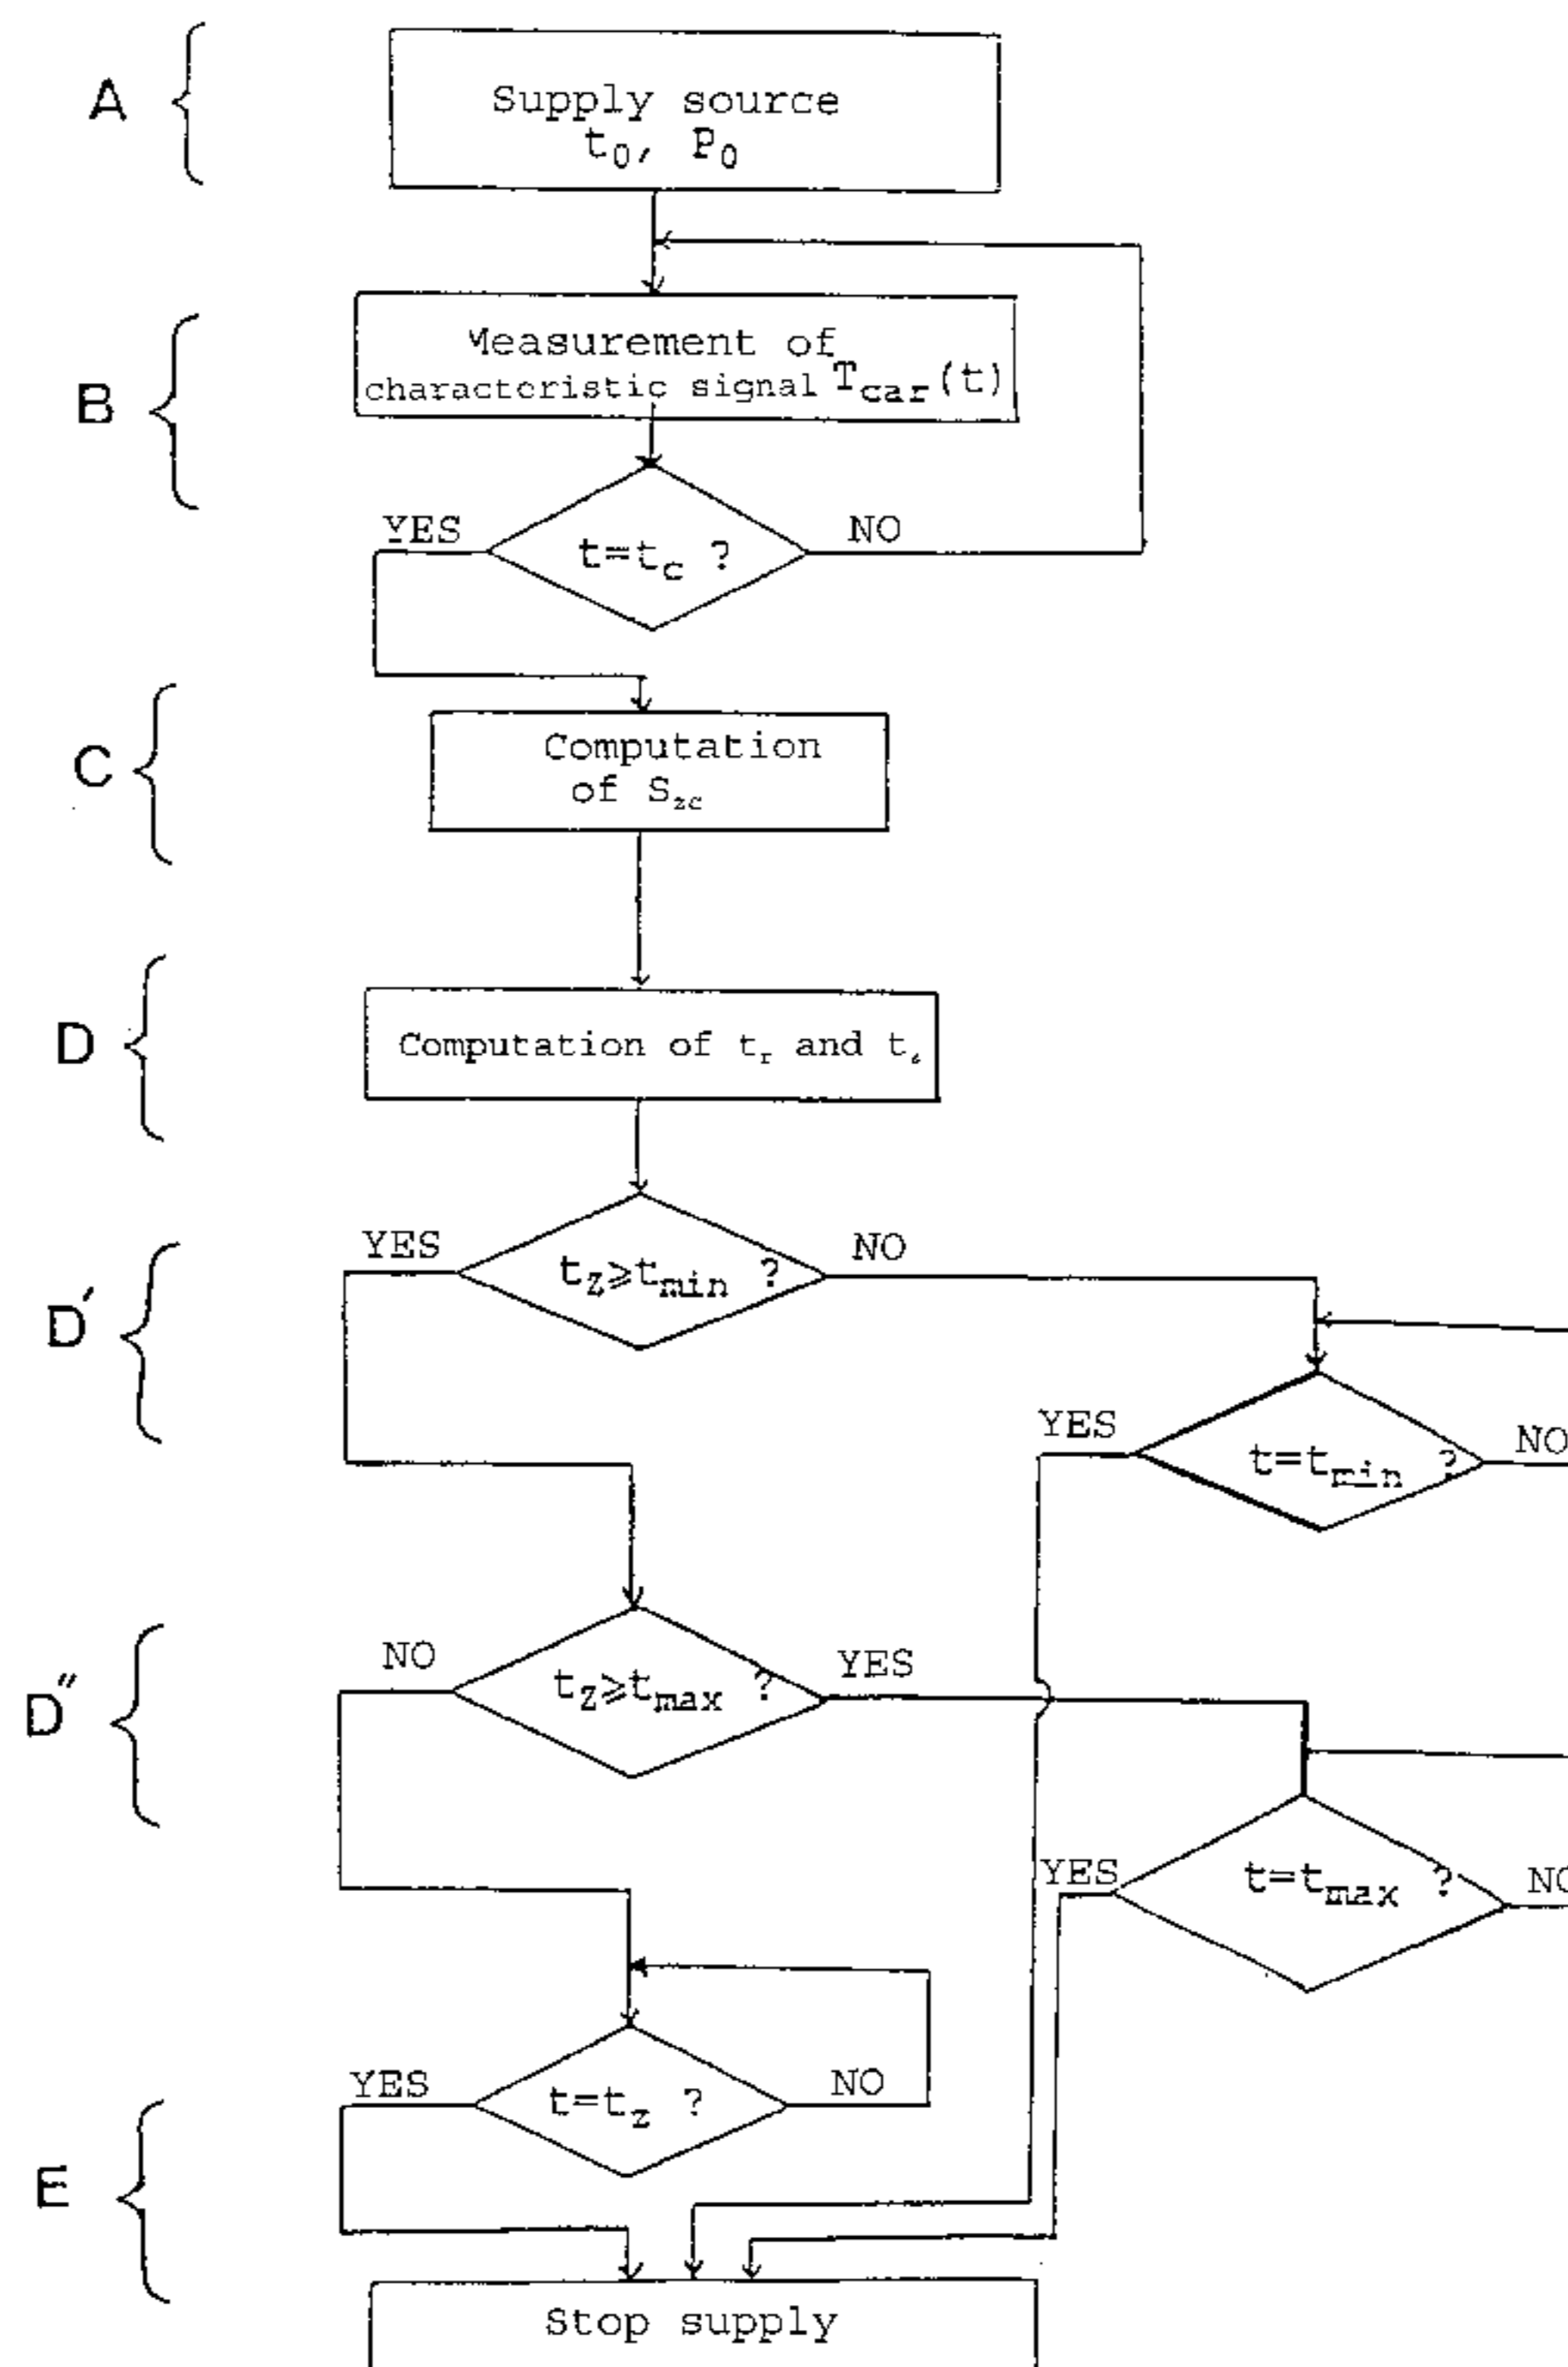 A
Supply source
t0, P0
B
Measurement of
characteristic signal Tcar(t)
YES
t=tc ?
NO
C
Computation
of Szc
D
Computation of tr and
D'
YES
tz⩾tmin ?
NO
YES
t=tmin ?
NO
D"
NO
tz⩾tmax ?
YES
YES
t=tmax ?
NO
YES
t=tz ?
NO
E
Stop supply